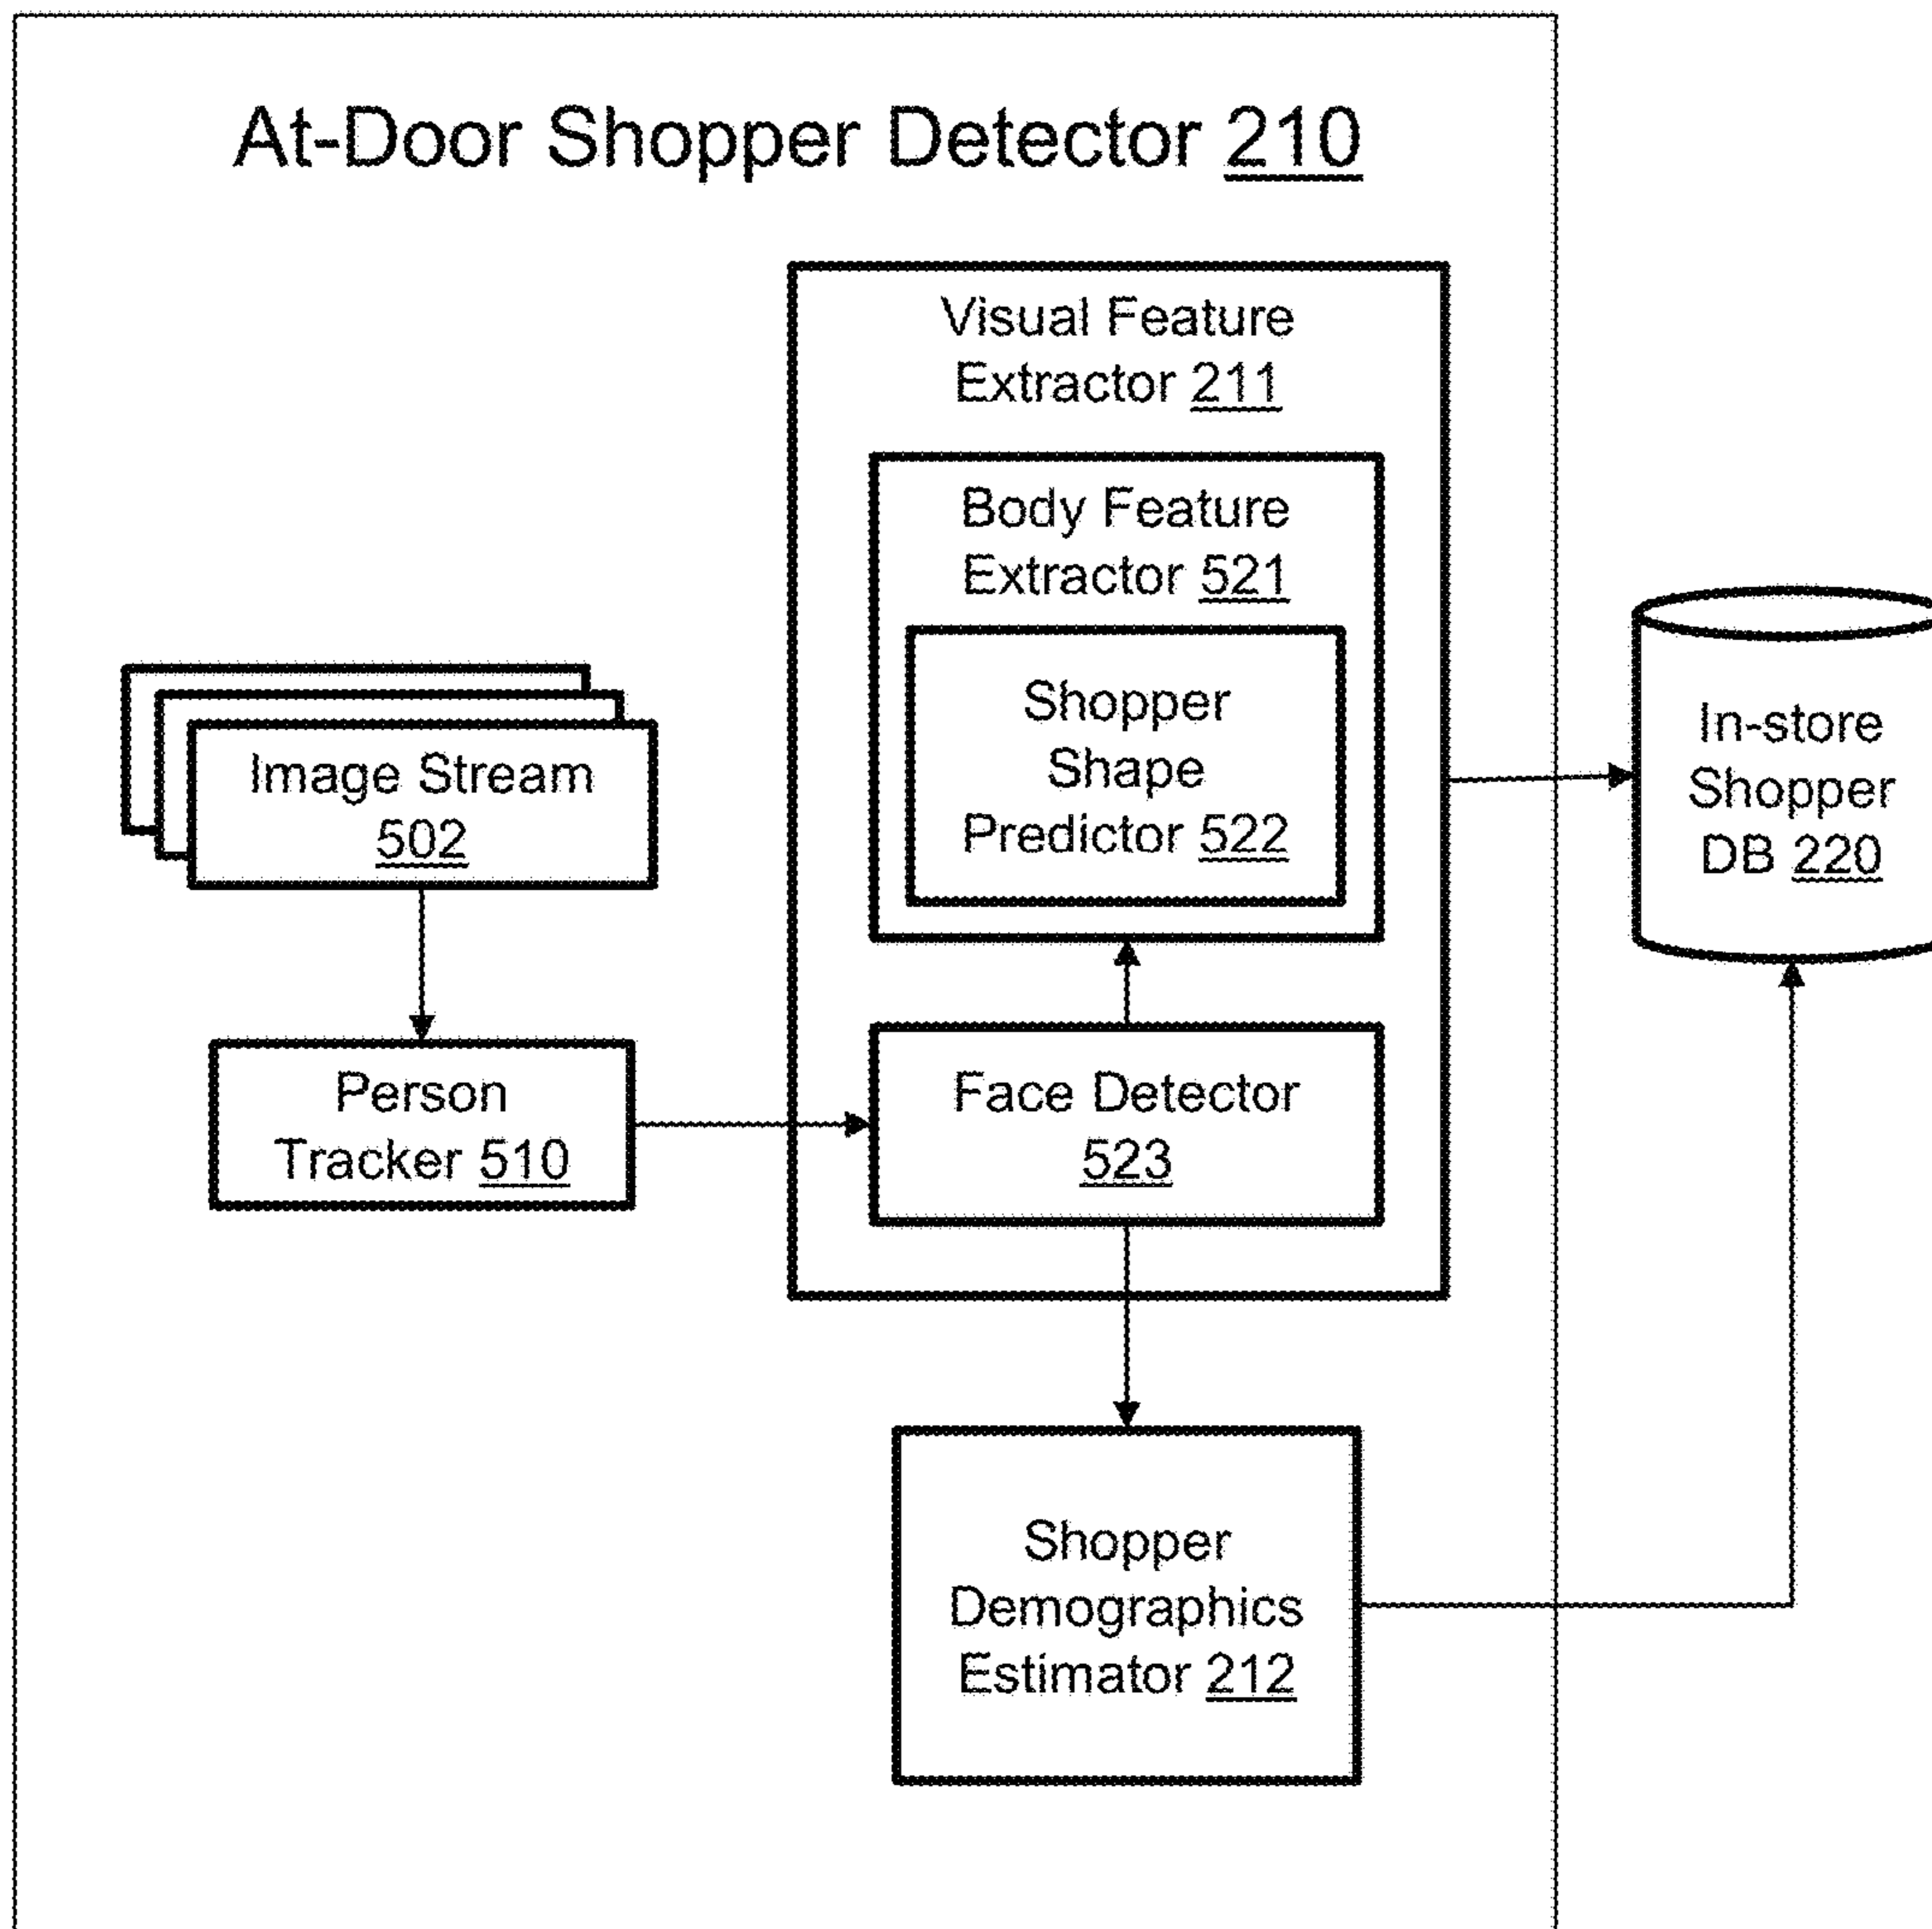 At-Door Shopper Detector 210
Visual Feature
Extractor 211
Body Feature
Extractor 521
Shopper
Shape
Predictor 522
Image Stream
502
In-store
Shopper
DB 220
Person
Tracker 510
Face Detector
523
Shopper
Demographics
Estimator 212